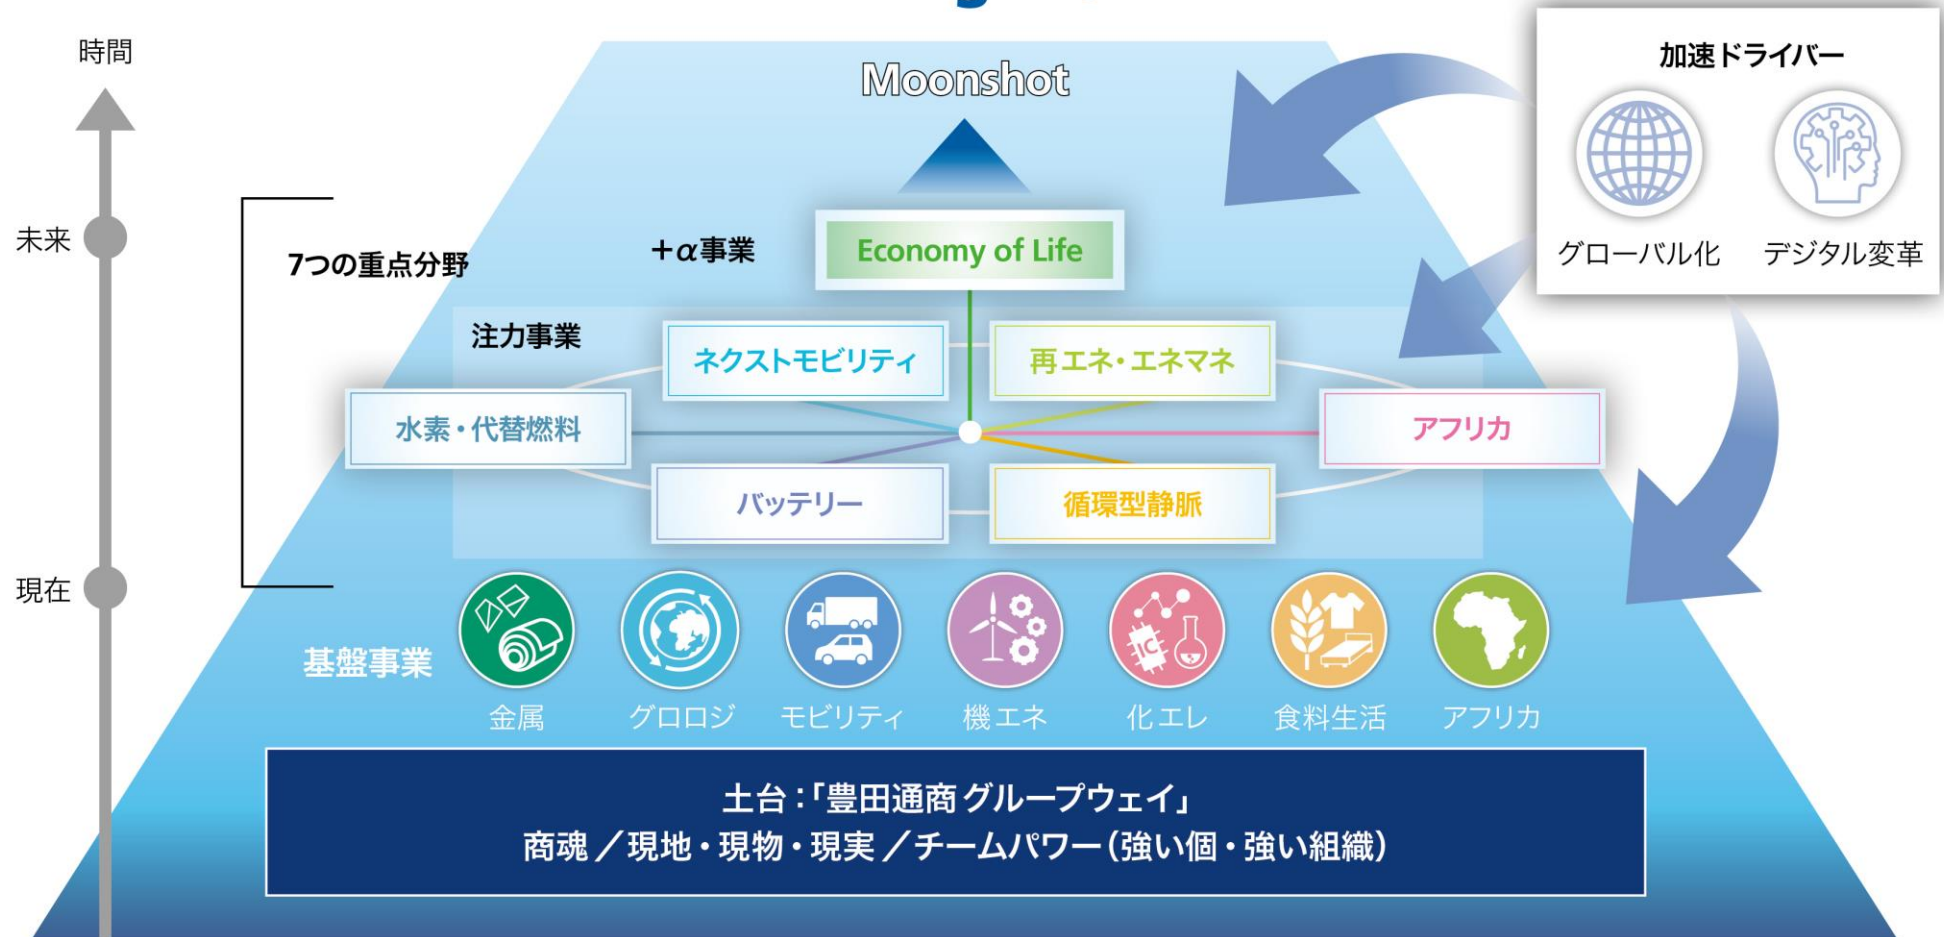 時間
Moonshot
加速ドライバー
グローバル化
デジタル変革
未来
7つの重点分野
+α事業
Economy of Life
注力事業
ネクストモビリティ
再エネ・エネマネ
水素・代替燃料
アフリカ
バッテリー
循環型静脈
現在
基盤事業
IC
金属
グロロジ
モビリティ
機エネ
化エレ
食料生活
アフリカ
土台:「豊田通商 グループウェイ」
商魂/現地・現物・現実/チームパワー(強い個・強い組織)